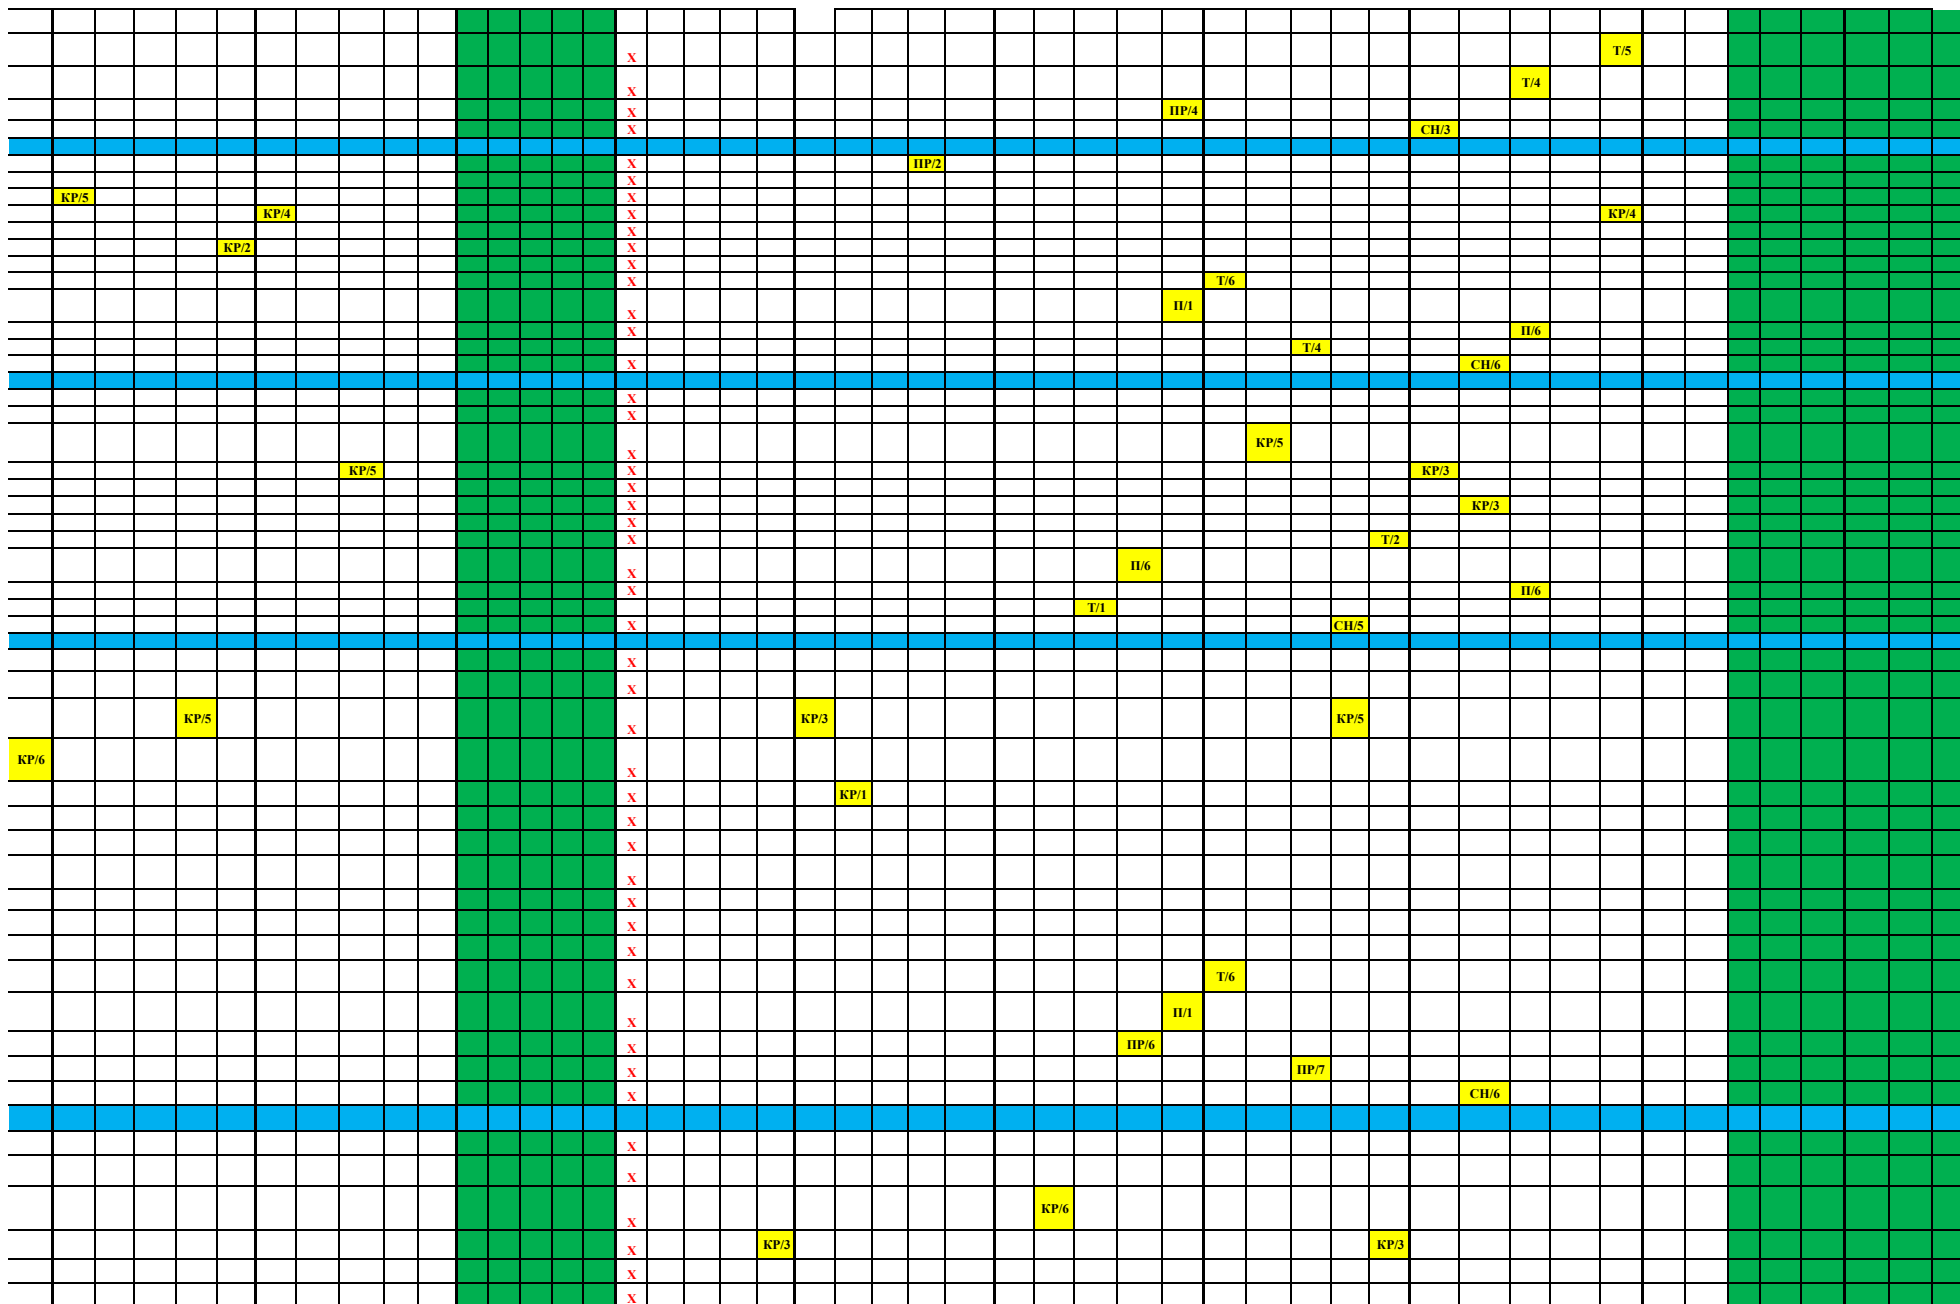 Т/5
X
Т/4
X
ПР/4
X
X СН/3
X ПР/2
X
КР/5 X
КР/4 X КР/4
X
КР/2 X
X
X Т/6
П/1
X
X П/6
Т/4
X СН/6
X
X
КР/5
X
КР/5 X КР/3
X
X КР/3
X
X Т/2
П/6
X
X П/6
Т/1
X СН/5
X
X
КР/5 КР/3 КР/5
X
КР/6
X
X КР/1
X
X
X
X
X
X
Т/6
X
П/1
X
X ПР/6
X ПР/7
X СН/6
X
X
КР/6
X
КР/3 КР/3
X
X
X